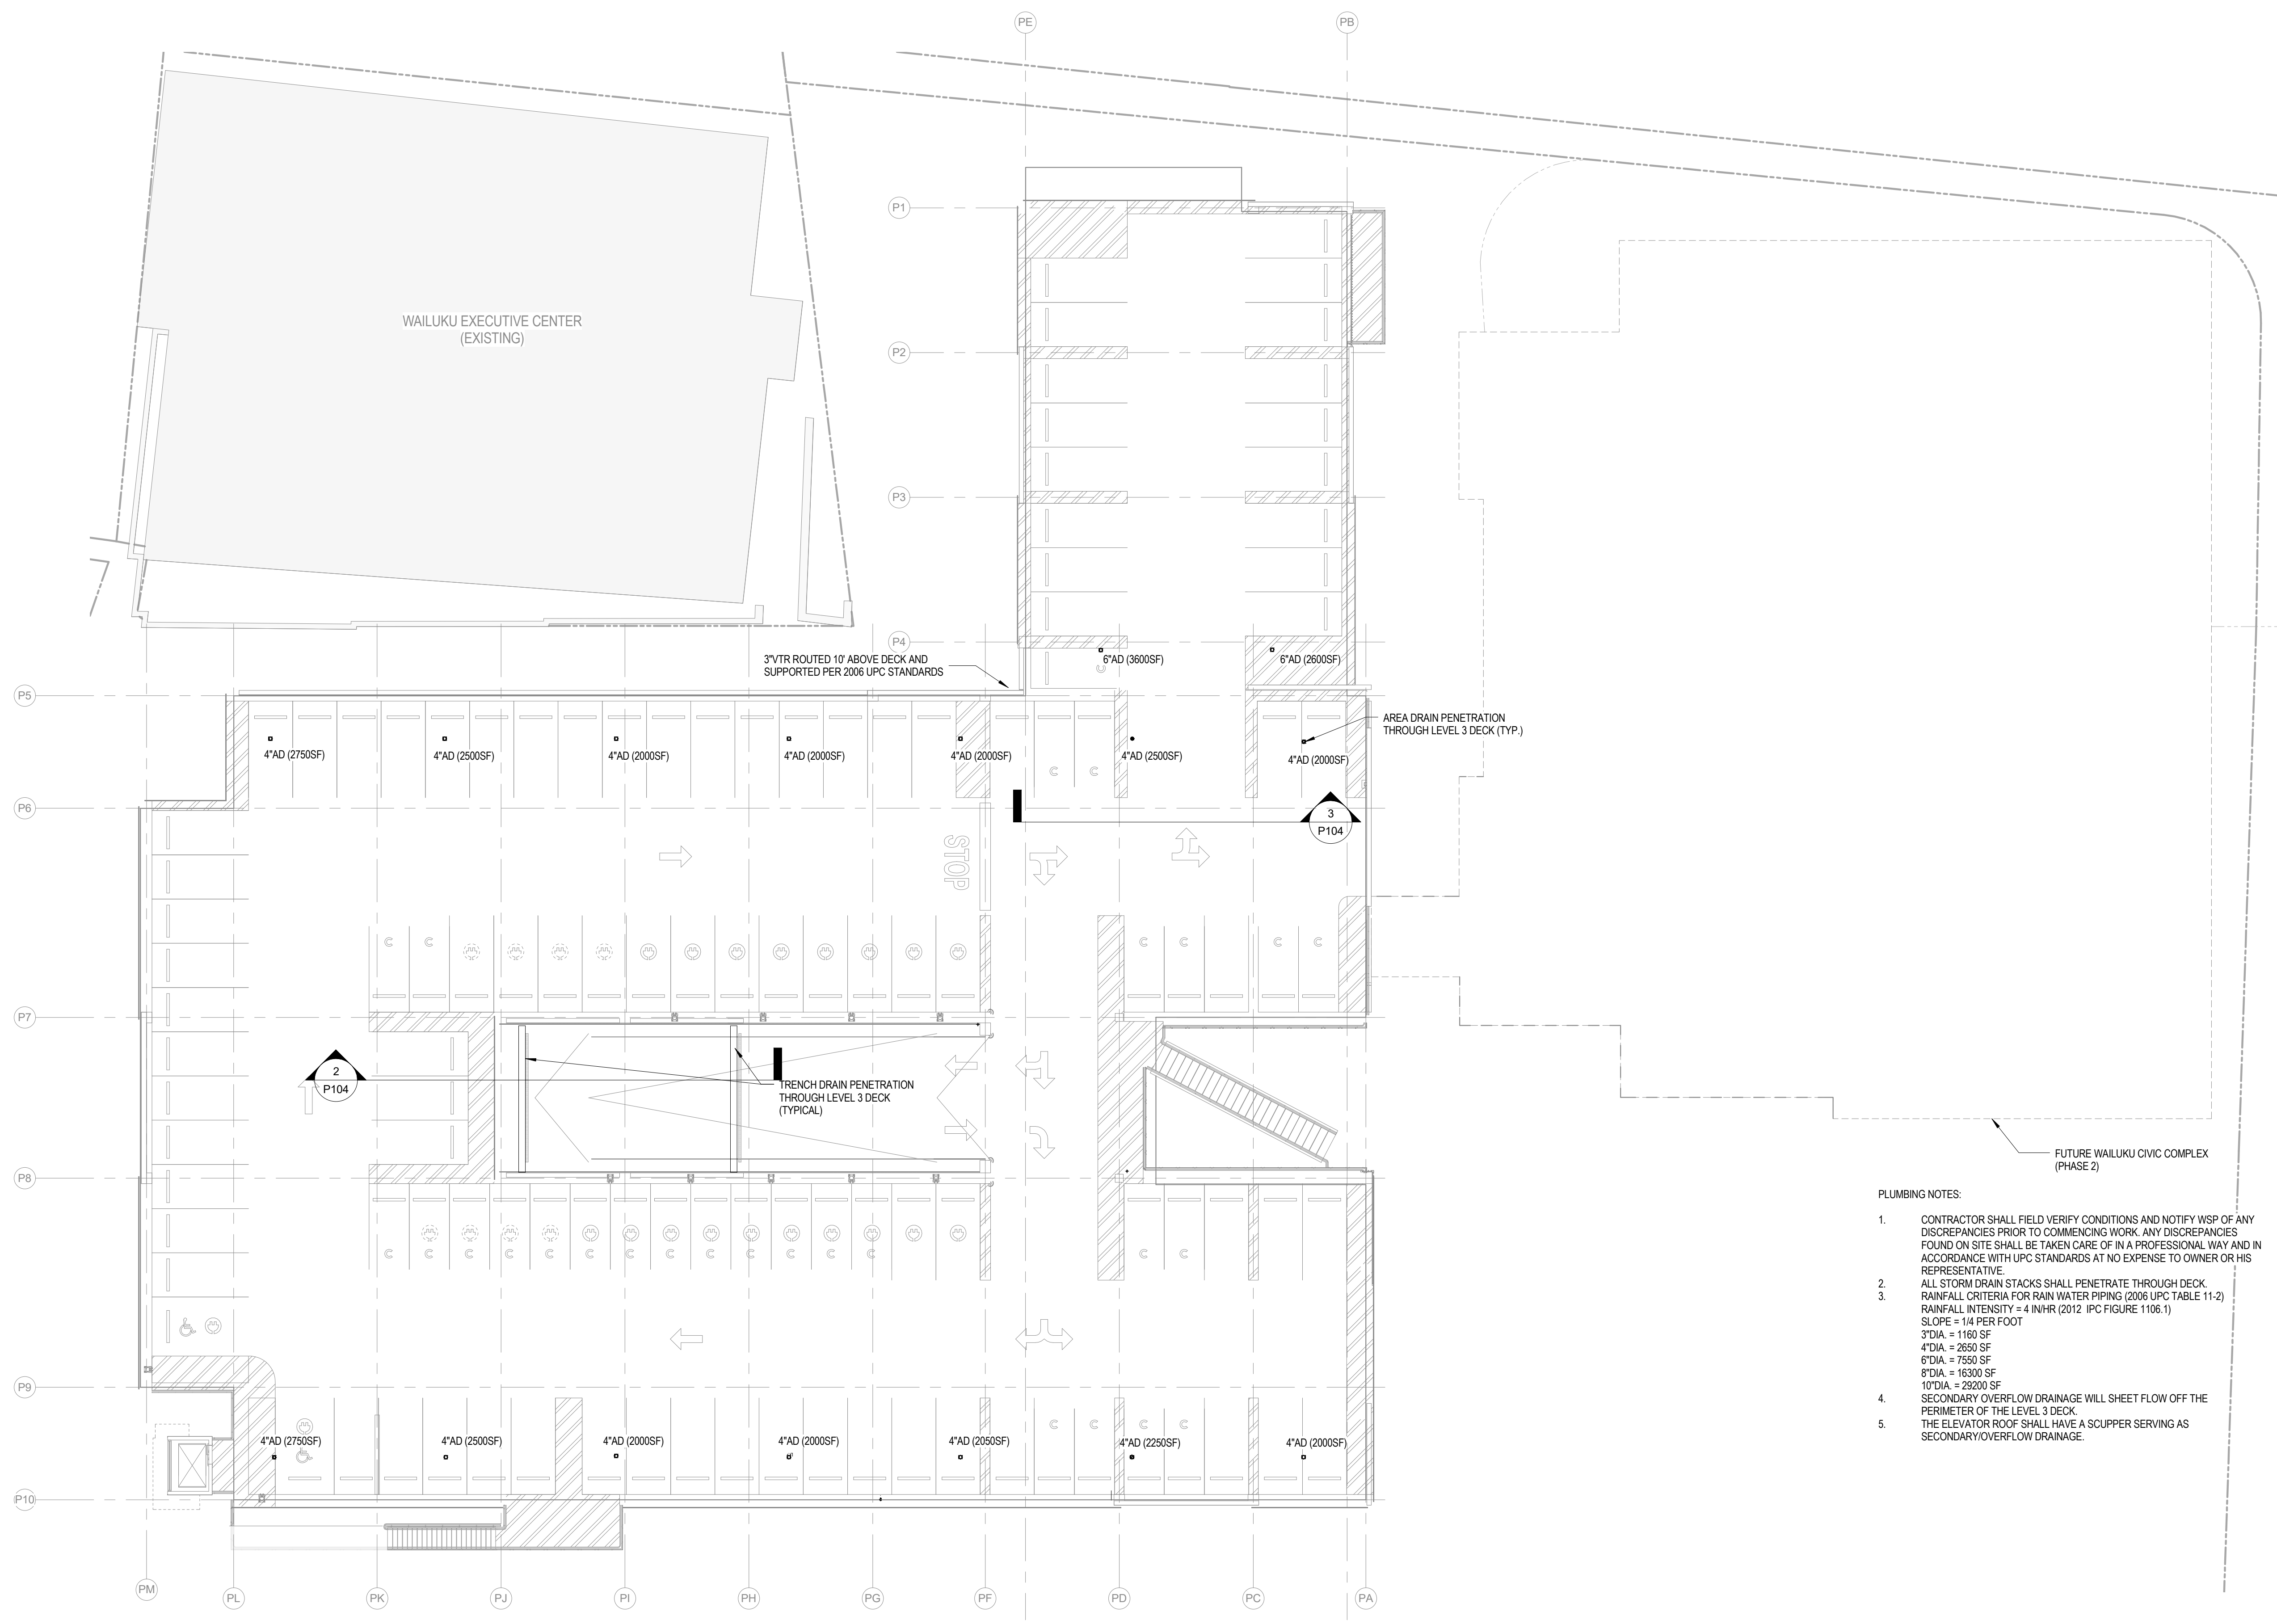 PE
PB
P1
WAILUKU EXECUTIVE CENTER
(EXISTING)
P2
P3
P4
3"VTR ROUTED 10' ABOVE DECK AND
SUPPORTED PER 2006 UPC STANDARDS
6"AD (3600SF)
6"AD (2600SF)
C
P5
AREA DRAIN PENETRATION
THROUGH LEVEL 3 DECK (TYP.)
4"AD (2750SF)
4"AD (2500SF)
4"AD (2000SF)
4"AD (2000SF)
4"AD (2000SF)
4"AD (2500SF)
4"AD (2000SF)
C C
P6
3
P104
STOP
C C C C C C
P7
2
P104
TRENCH DRAIN PENETRATION
THROUGH LEVEL 3 DECK
(TYPICAL)
P8
C C C C C C C C C C C C C C C
FUTURE WAILUKU CIVIC COMPLEX
(PHASE 2)
PLUMBING NOTES:
1. CONTRACTOR SHALL FIELD VERIFY CONDITIONS AND NOTIFY WSP OF ANY
DISCREPANCIES PRIOR TO COMMENCING WORK. ANY DISCREPANCIES
FOUND ON SITE SHALL BE TAKEN CARE OF IN A PROFESSIONAL WAY AND IN
ACCORDANCE WITH UPC STANDARDS AT NO EXPENSE TO OWNER OR HIS
REPRESENTATIVE.
2. ALL STORM DRAIN STACKS SHALL PENETRATE THROUGH DECK.
3. RAINFALL CRITERIA FOR RAIN WATER PIPING (2006 UPC TABLE 11-2)
RAINFALL INTENSITY = 4 IN/HR (2012 IPC FIGURE 1106.1)
SLOPE = 1/4 PER FOOT
3"DIA. = 1160 SF
4"DIA. = 2650 SF
6"DIA. = 7550 SF
8"DIA. = 16300 SF
10"DIA. = 29200 SF
4. SECONDARY OVERFLOW DRAINAGE WILL SHEET FLOW OFF THE
PERIMETER OF THE LEVEL 3 DECK.
5. THE ELEVATOR ROOF SHALL HAVE A SCUPPER SERVING AS
SECONDARY/OVERFLOW DRAINAGE.
P9
C C C C
4"AD (2750SF)
4"AD (2500SF)
4"AD (2000SF)
4"AD (2000SF)
4"AD (2050SF)
4"AD (2250SF)
4"AD (2000SF)
P10
PM
PL
PK
PJ
PI
PH
PG
PF
PD
PC
PA